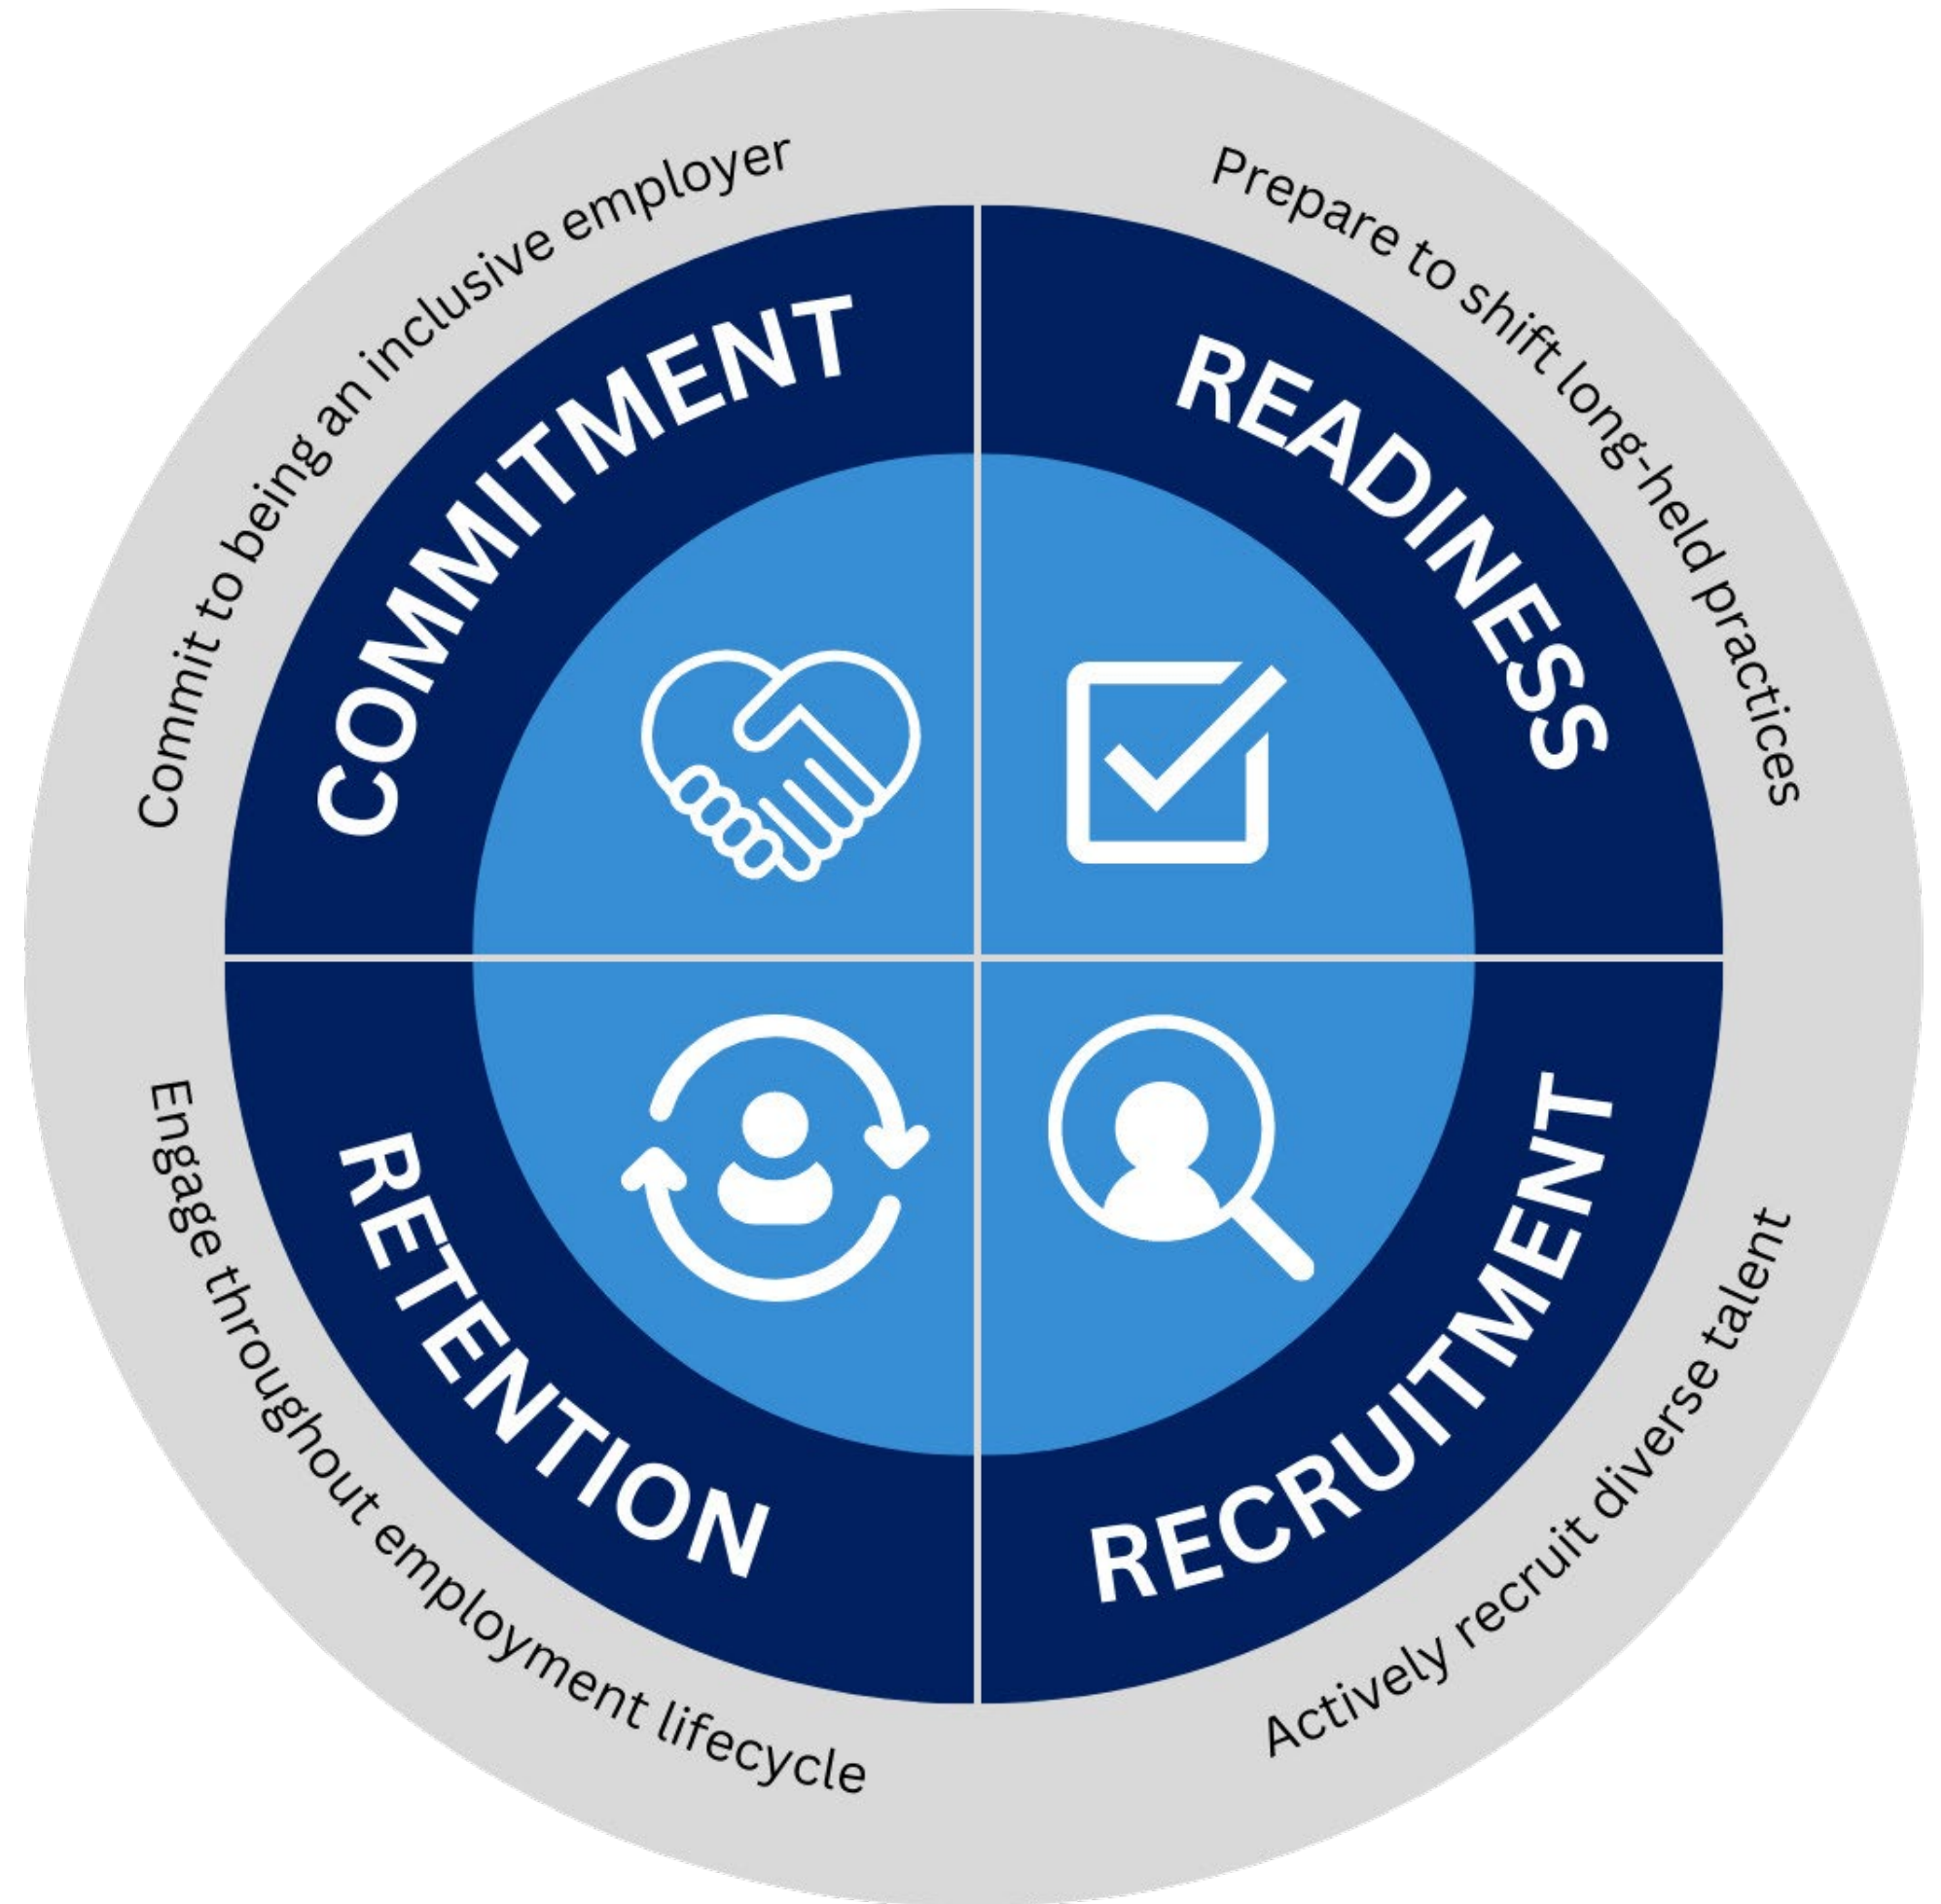 Commit to being an inclusive employer
COMMITMENT
Prepare to shift long-held practices
READINESS
RECRUITMENT
Actively recruit diverse talent
RETENTION
Engage throughout employment lifecycle